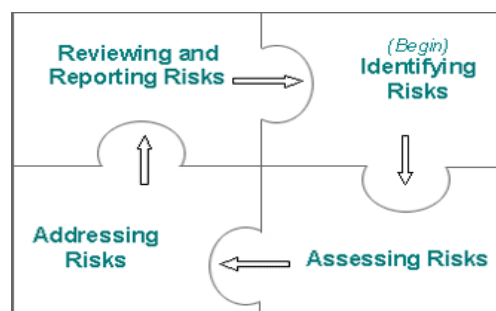 Reviewing and
Reporting Risks
(Begin)
Identifying
Risks
Addressing
Risks
Assessing Risks